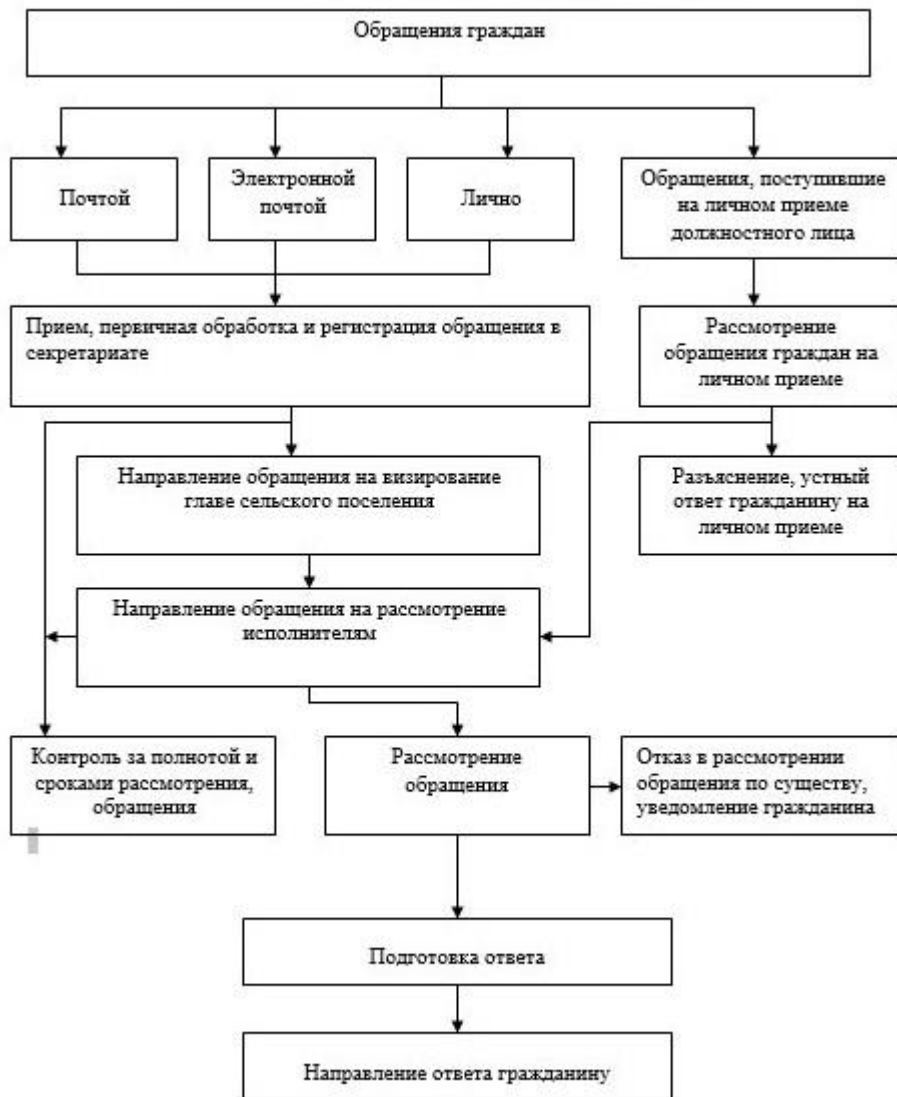 Обращения граждан
Почтой
Электронной
почтой
Лично
Обращения, поступившие
на личном приеме
должностного лица
Прием, первичная обработка и регистрация обращения в
секретариате
Рассмотрение
обращения граждан на
личном приеме
Направление обращения на визирование
главе сельского поселения
Разъяснение, устный
ответ гражданину на
личном приеме
Направление обращения на рассмотрение
исполнителям
Контроль за полнотой и
сроками рассмотрения,
обращения
Рассмотрение
обращения
Отказ в рассмотрении
обращения по существу,
уведомление гражданина
Подготовка ответа
Направление ответа гражданину